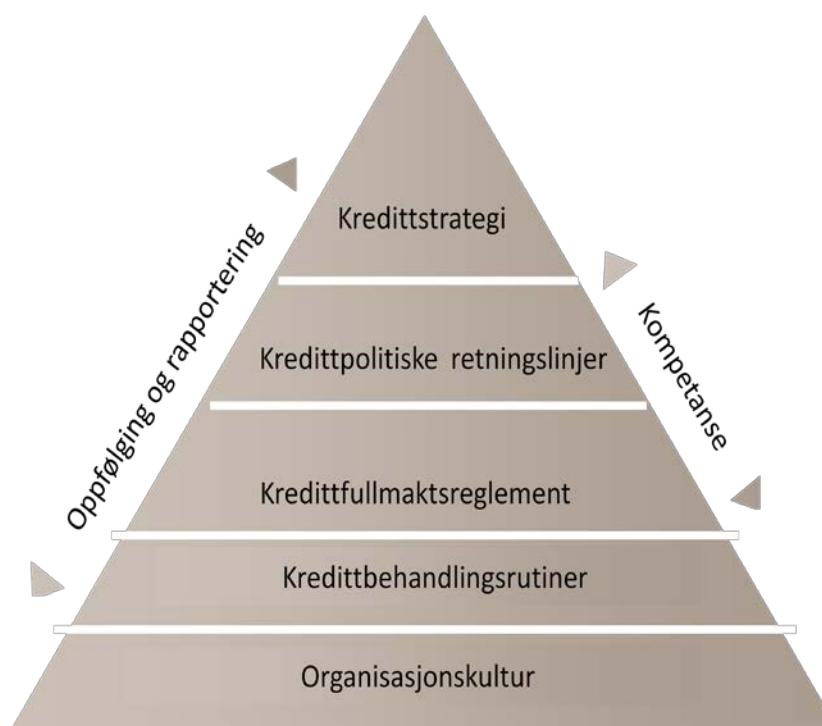 Kredittstrategi
Oppfølging og rapportering
Kompetanse
Kredittpolitiske retningslinjer
Kredittfullmaktsreglement
Kredittbehandlingsrutiner
Organisasjonskultur